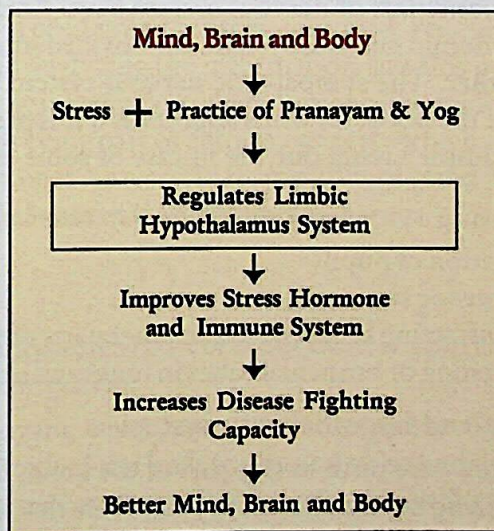 Mind, Brain and Body
Stress + Practice of Pranayam & Yog
Regulates Limbic
Hypothalamus System
Improves Stress Hormone
and Immune System
Increases Disease Fighting
Capacity
Better Mind, Brain and Body